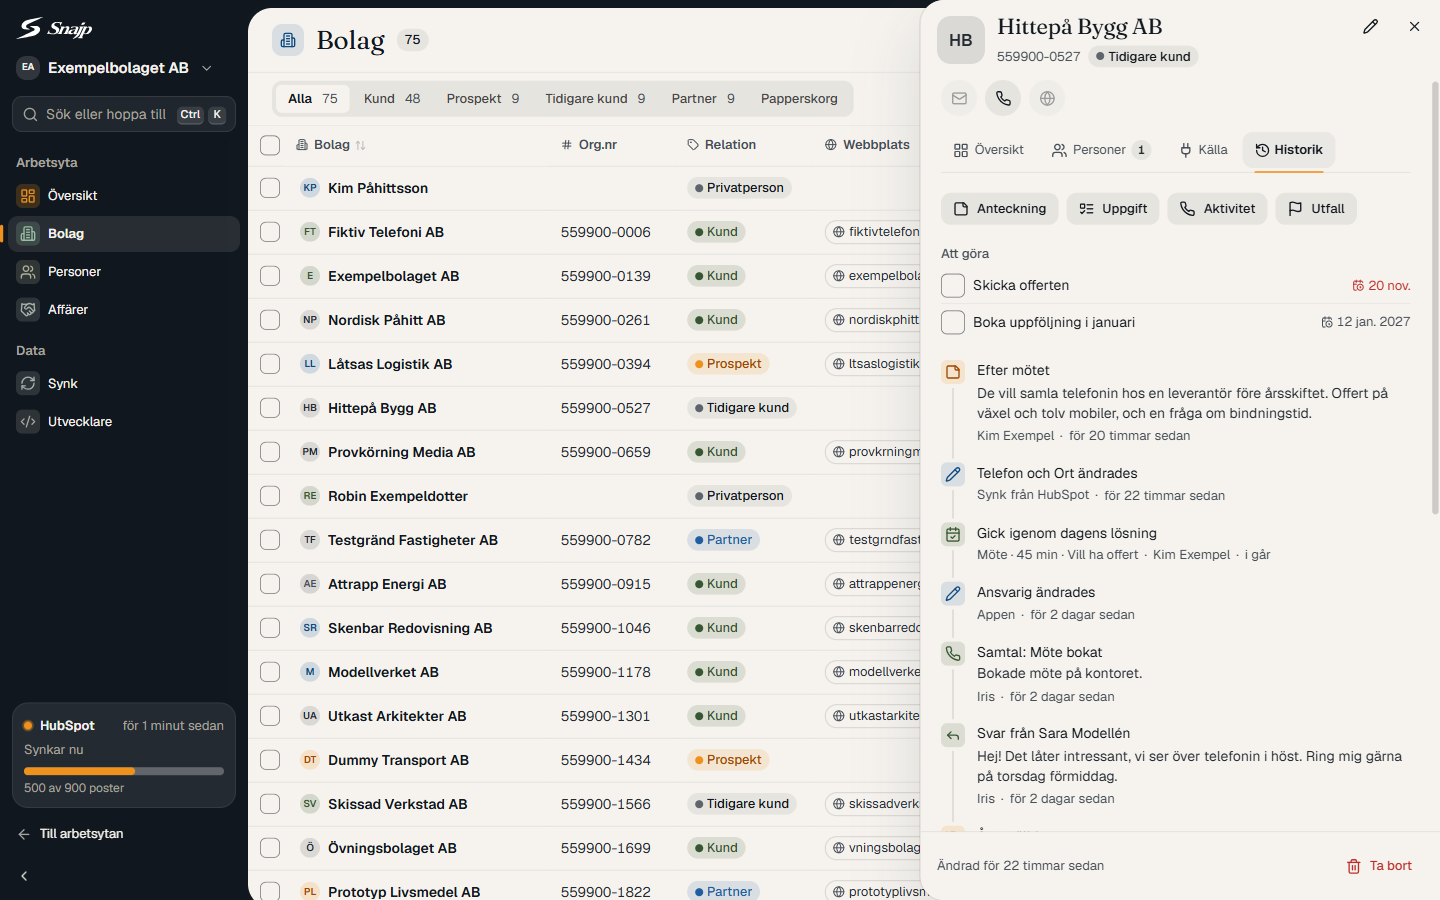 Snajp
EA Exempelbolaget AB
Sök eller hoppa till Ctrl K
Arbetsyta
Översikt
Bolag
Personer
Affärer
Data
Synk
Utvecklare
HubSpot för 1 minut sedan
Synkar nu
500 av 900 poster
Till arbetsytan
Bolag 75
Alla 75 Kund 48 Prospekt 9 Tidigare kund 9 Partner 9 Papperskorg
Bolag # Org.nr Relation Webbplats
KP Kim Påhittsson Privatperson
FT Fiktiv Telefoni AB 559900-0006 Kund fiktivtelefon
E Exempelbolaget AB 559900-0139 Kund exempelbola
NP Nordisk Påhitt AB 559900-0261 Kund nordiskphitt
LL Låtsas Logistik AB 559900-0394 Prospekt ltsaslogistik
HB Hittepå Bygg AB 559900-0527 Tidigare kund
PM Provkörning Media AB 559900-0659 Kund provkrningm
RE Robin Exempeldotter Privatperson
TF Testgränd Fastigheter AB 559900-0782 Partner testgrndfast
AE Attrapp Energi AB 559900-0915 Kund attrappenerg
SR Skenbar Redovisning AB 559900-1046 Kund skenbarredo
M Modellverket AB 559900-1178 Kund modellverke
UA Utkast Arkitekter AB 559900-1301 Kund utkastarkite
DT Dummy Transport AB 559900-1434 Prospekt
SV Skissad Verkstad AB 559900-1566 Tidigare kund skissadverk
Ö Övningsbolaget AB 559900-1699 Kund vningsbolag
PL Prototyp Livsmedel AB 559900-1822 Partner prototyplivsm
HB Hittepå Bygg AB
559900-0527 Tidigare kund
Översikt Personer 1 Källa Historik
Anteckning Uppgift Aktivitet Utfall
Att göra
Skicka offerten 20 nov.
Boka uppföljning i januari 12 jan. 2027
Efter mötet
De vill samla telefonin hos en leverantör före årsskiftet. Offert på
växel och tolv mobiler, och en fråga om bindningstid.
Kim Exempel · för 20 timmar sedan
Telefon och Ort ändrades
Synk från HubSpot · för 22 timmar sedan
Gick igenom dagens lösning
Möte · 45 min · Vill ha offert · Kim Exempel · i går
Ansvarig ändrades
Appen · för 2 dagar sedan
Samtal: Möte bokat
Bokade möte på kontoret.
Iris · för 2 dagar sedan
Svar från Sara Modellén
Hej! Det låter intressant, vi ser över telefonin i höst. Ring mig gärna
på torsdag förmiddag.
Iris · för 2 dagar sedan
Ändrad för 22 timmar sedan Ta bort